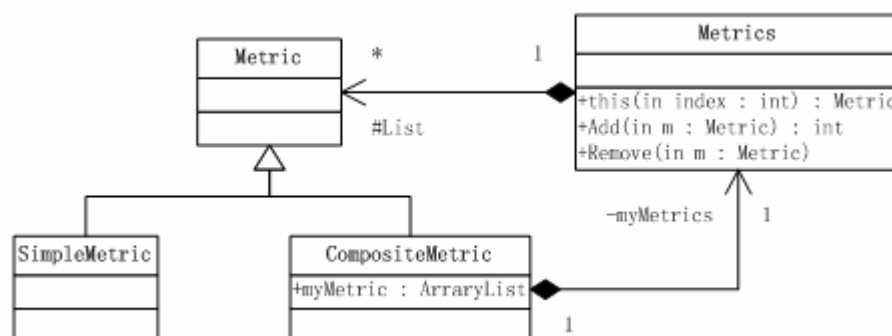 Metrics
Metric
*
1
+this(in index : int) : Metric
+Add(in m : Metric) : int
#List
+Remove(in m : Metric)
-myMetrics
1
SimpleMetric
CompositeMetric
+myMetric : ArraryList
1